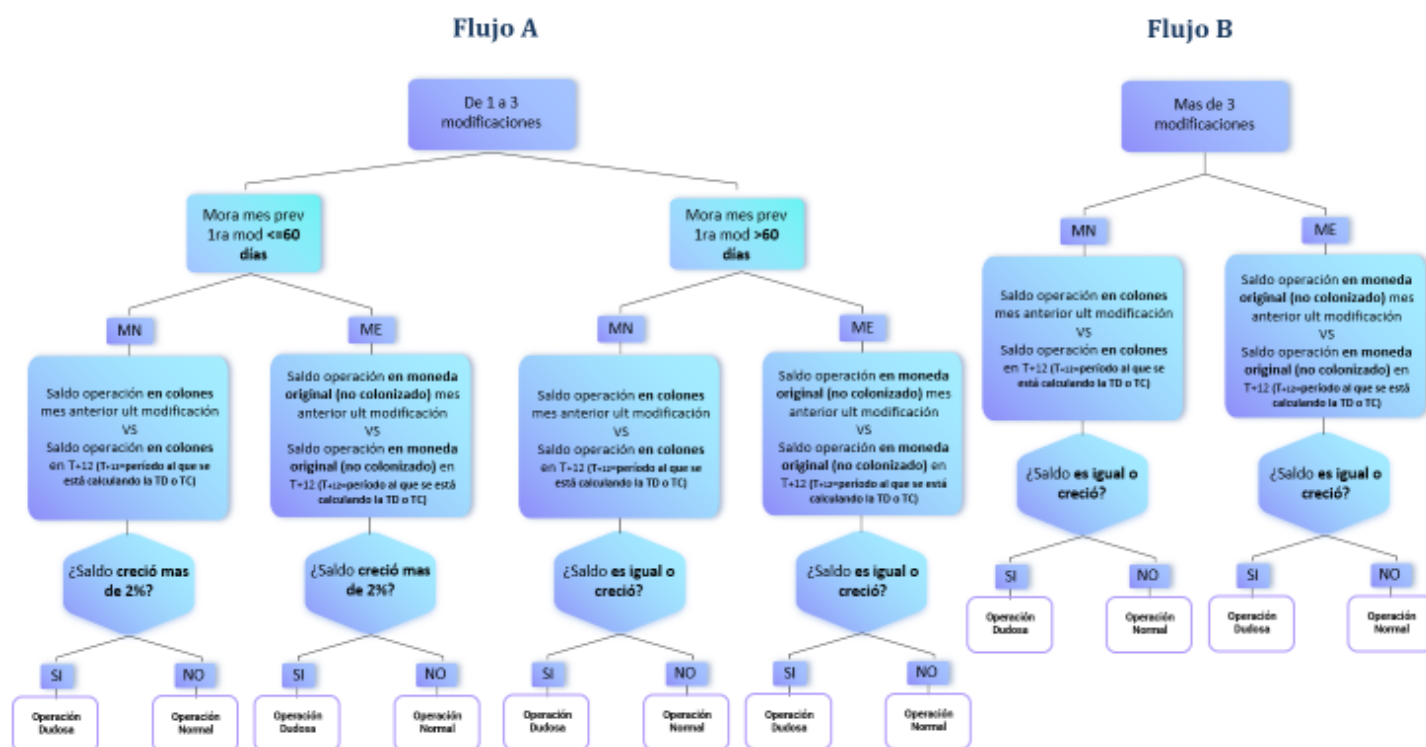 Flujo A
De 1 a 3
modificaciones
Mora mes prev
1ra mod <=60
días
MN
Saldo operación en colones
mes anterior ult modificación
VS
Saldo operación en colones
en T+12 (T+12=período al que se
está calculando la TD o TC)
¿Saldo creció mas
de 2%?
SI
Operación
Dudosa
NO
Operación
Normal
ME
Saldo operación en moneda
original (no colonizado) mes
anterior ult modificación
VS
Saldo operación en moneda
original (no colonizado) en
T+12 (T+12=período al que se está
calculando la TD o TC)
¿Saldo creció mas
de 2%?
SI
Operación
Dudosa
NO
Operación
Normal
Mora mes prev
1ra mod >60
días
MN
Saldo operación en colones
mes anterior ult modificación
VS
Saldo operación en colones
en T+12 (T+12=período al que se
está calculando la TD o TC)
¿Saldo es igual o
creció?
SI
Operación
Dudosa
NO
Operación
Normal
ME
Saldo operación en moneda
original (no colonizado) mes
anterior ult modificación
VS
Saldo operación en moneda
original (no colonizado) en
T+12 (T+12=período al que se está
calculando la TD o TC)
¿Saldo es igual o
creció?
SI
Operación
Dudosa
NO
Operación
Normal
Flujo B
Mas de 3
modificaciones
MN
Saldo operación en colones
mes anterior ult modificación
VS
Saldo operación en colones
en T+12 (T+12=período al que se
está calculando la TD o TC)
¿Saldo es igual o
creció?
SI
Operación
Dudosa
NO
Operación
Normal
ME
Saldo operación en moneda
original (no colonizado) mes
anterior ult modificación
VS
Saldo operación en moneda
original (no colonizado) en
T+12 (T+12=período al que se está
calculando la TD o TC)
¿Saldo es igual o
creció?
SI
Operación
Dudosa
NO
Operación
Normal